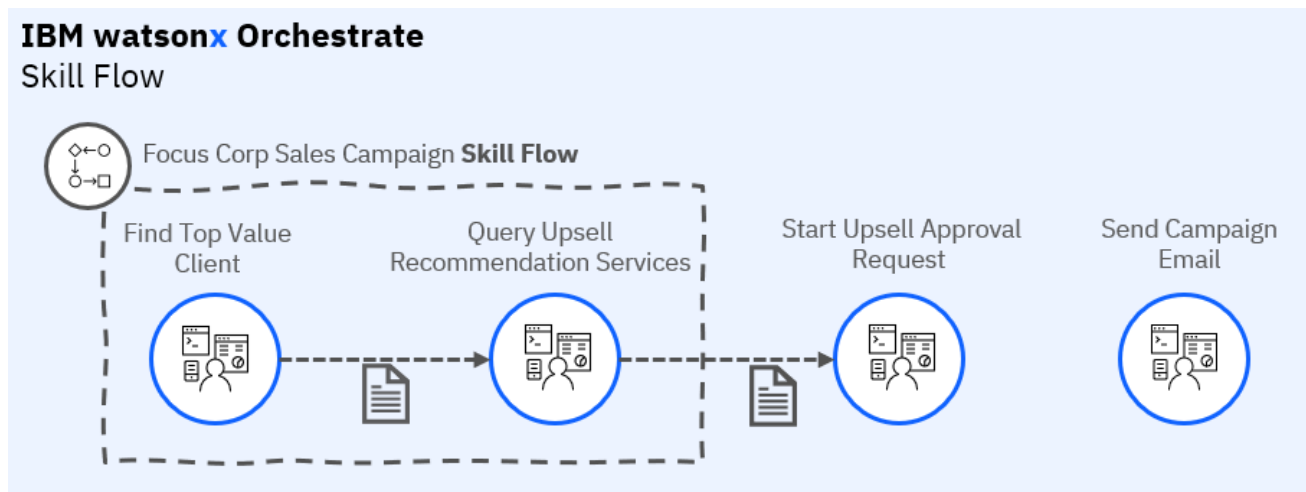 IBM watsonx Orchestrate
Skill Flow
Focus Corp Sales Campaign Skill Flow
Find Top Value
Client
Query Upsell
Recommendation Services
Start Upsell Approval
Request
Send Campaign
Email